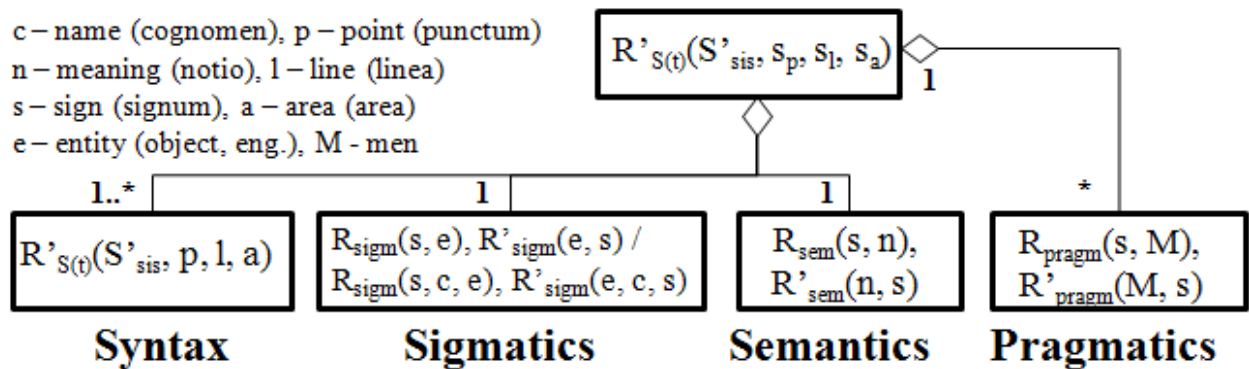 c – name (cognomen), p – point (punctum)
n – meaning (notio), l – line (linea)
s – sign (signum), a – area (area)
e – entity (object, eng.), M - men
R’S(t)(S’sis, sp, sl, sa)
1
1..*
1
1
*
R’S(t)(S’sis, p, l, a)
Rsigm(s, e), R’sigm(e, s) /
Rsigm(s, c, e), R’sigm(e, c, s)
Rsem(s, n),
R’sem(n, s)
Rpragm(s, M),
R’pragm(M, s)
Syntax
Sigmatics
Semantics
Pragmatics